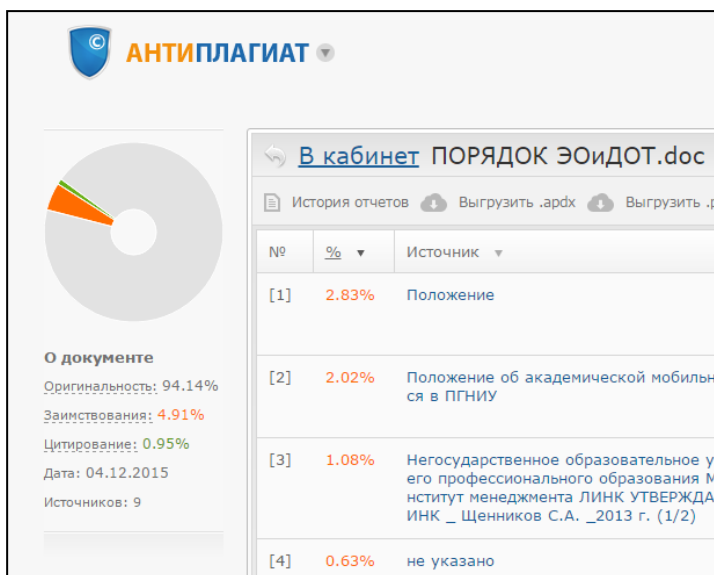 ©
АНТИПЛАГИАТ
В кабинет ПОРЯДОК ЭОиДОТ.doc
История отчетов Выгрузить .apdx Выгрузить
№ % Источник
[1] 2.83% Положение
[2] 2.02% Положение об академической
ся в ПГНИУ
[3] 1.08% Негосударственное образовательное
его профессионального образования
нститут менеджмента ЛИНК
ИНК _ Щенников С.А. _2013 г. (1/2)
[4] 0.63% не указано
О документе
Оригинальность: 94.14%
Заимствования: 4.91%
Цитирование: 0.95%
Дата: 04.12.2015
Источников: 9